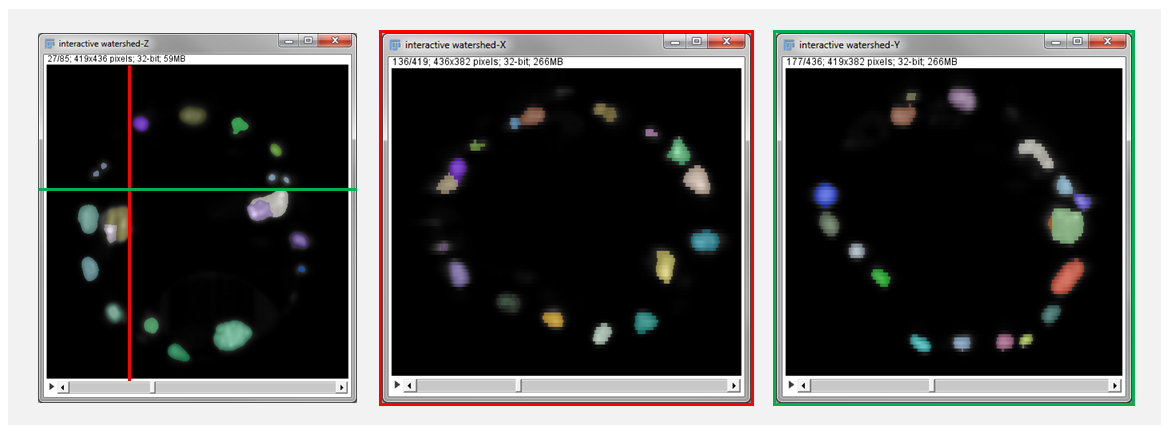 interactive watershed-Z
27/85; 419x436 pixels; 32-bit; 59MB
interactive watershed-X
136/419; 436x382 pixels; 32-bit; 266MB
interactive watershed-Y
177/436; 419x382 pixels; 32-bit; 266MB